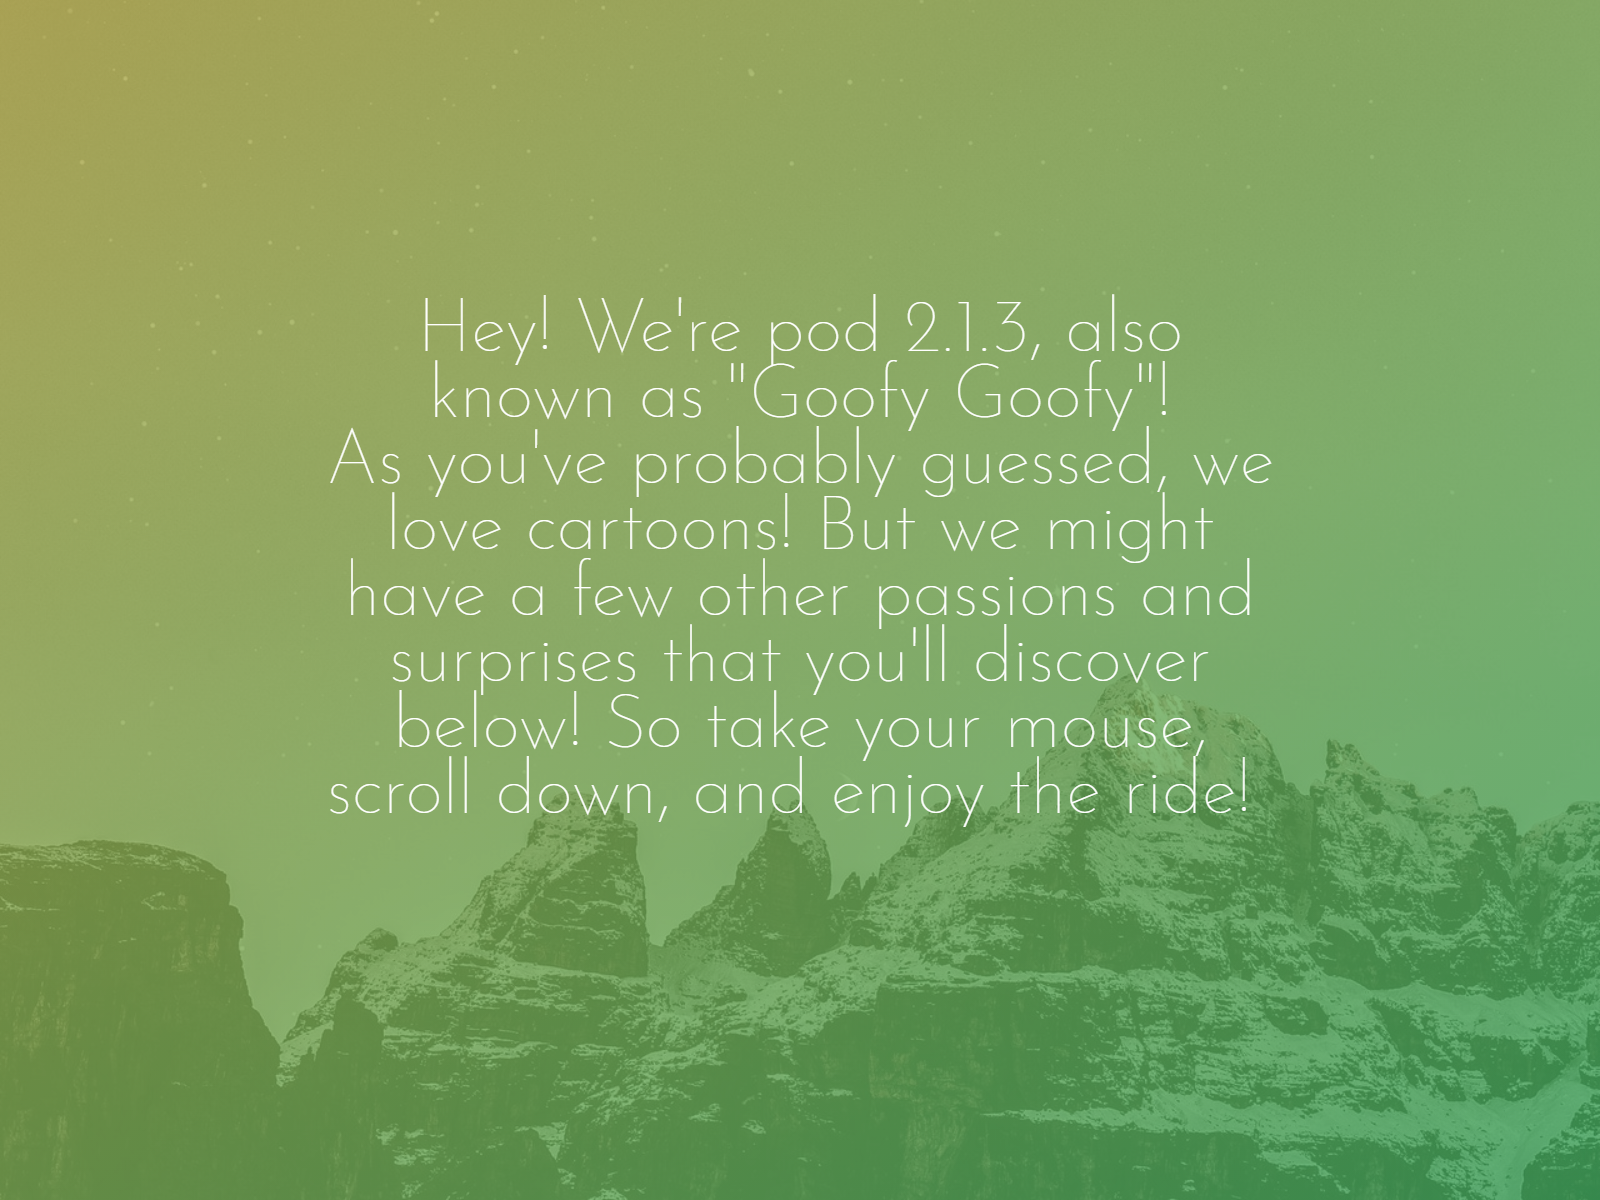 Hey! We're pod 2.1.3, also
known as "Goofy Goofy"!
As you've probably guessed, we
love cartoons! But we might
have a few other passions and
surprises that you'll discover
below! So take your mouse,
scroll down, and enjoy the ride!